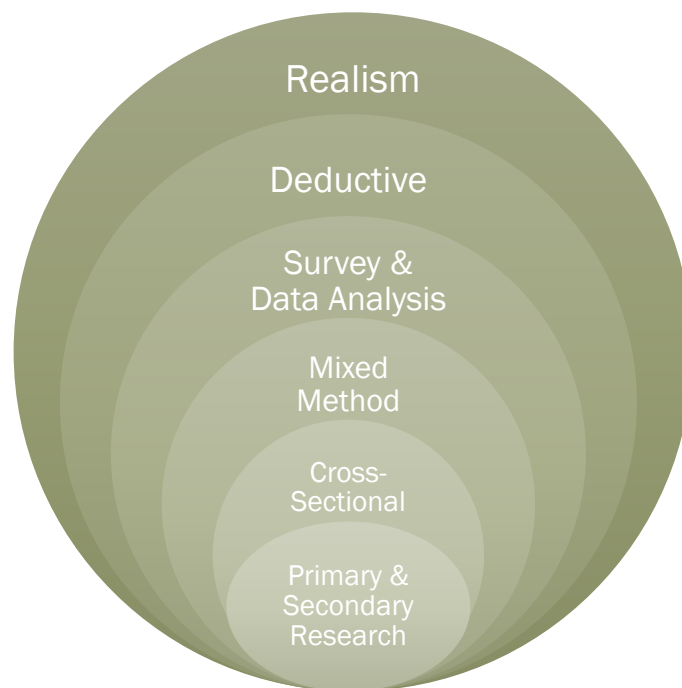 Realism
Deductive
Survey &
Data Analysis
Mixed
Method
Cross-
Sectional
Primary &
Secondary
Research